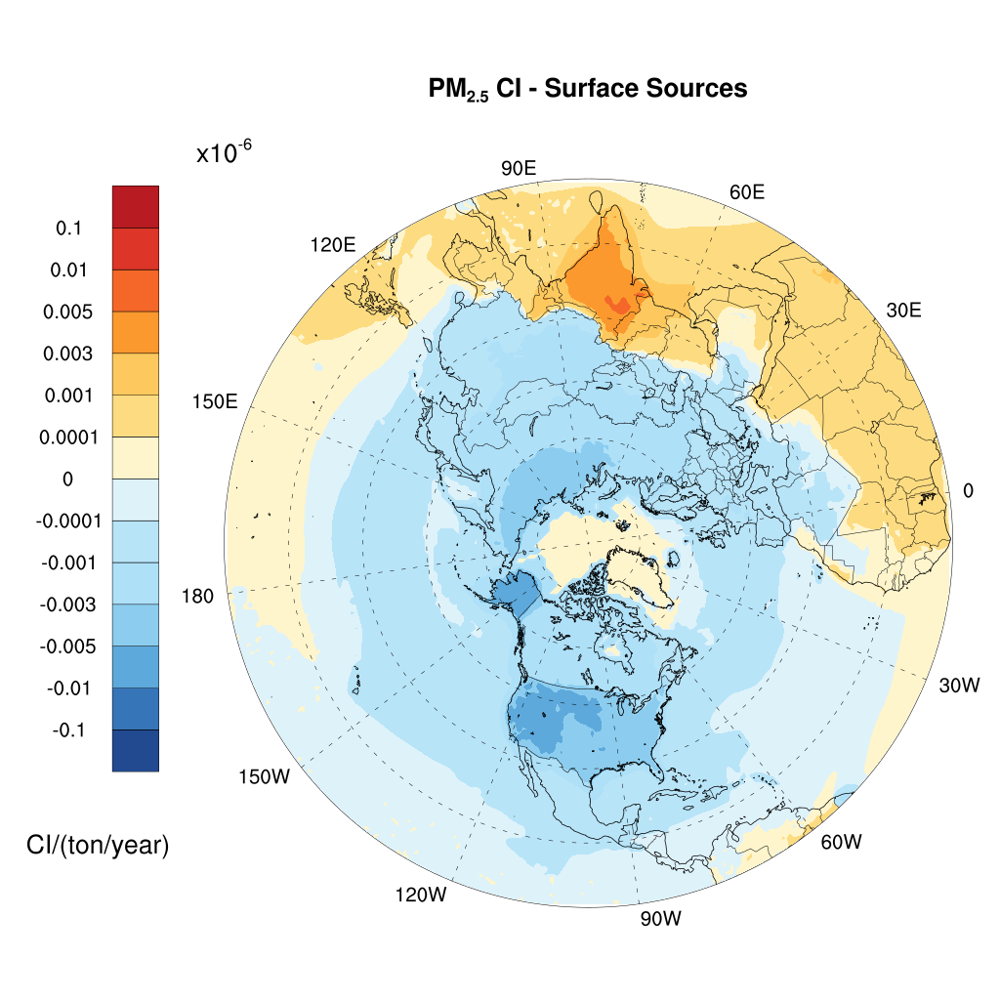 PM2.5 CI - Surface Sources
x10-6
90E
60E
120E
30E
150E
0
180
30W
150W
60W
120W
90W
0.1
0.01
0.005
0.003
0.001
0.0001
0
-0.0001
-0.001
-0.003
-0.005
-0.01
-0.1
CI/(ton/year)